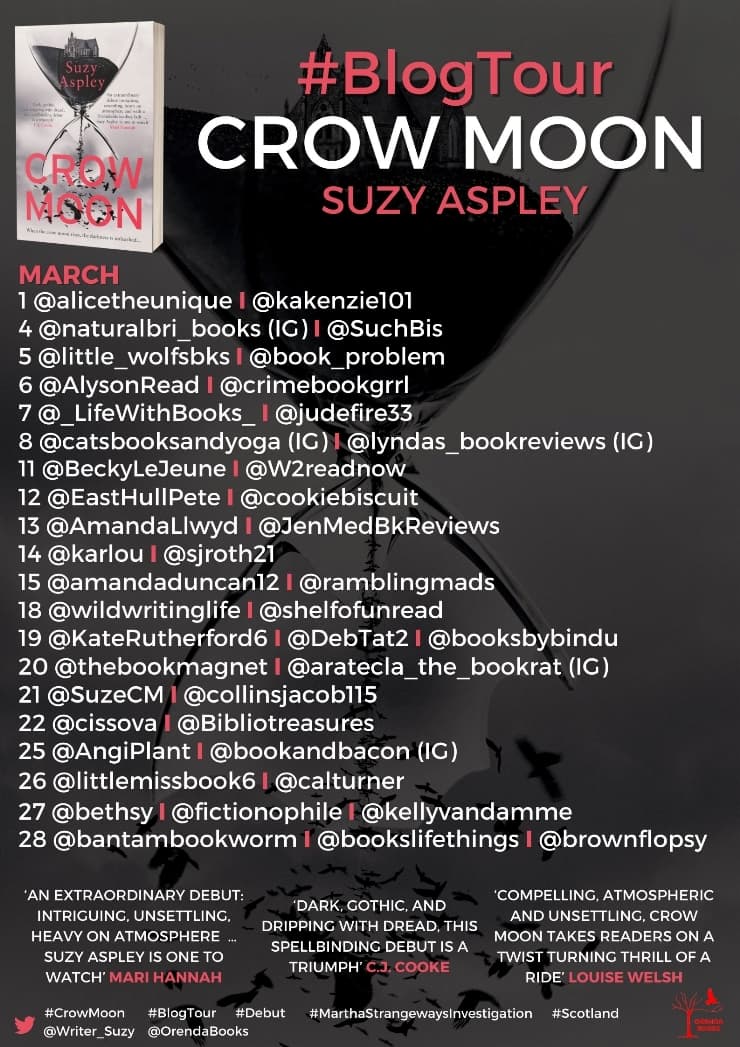 Suzy
Aspley
CROW
MOON
#BlogTour
CROW MOON
SUZY ASPLEY
MARCH
1 @alicetheunique I @kakenzie101
4 @naturalbri_books (IG) I @SuchBis
5 @little_wolfsbks I @book_problem
6 @AlysonRead I @crimebookgrrl
7 @_LifeWithBooks_ I @judefire33
8 @catsbooksandyoga (IG) I @lyndas_bookreviews (IG)
11 @BeckyLeJeune I @W2readnow
12 @EastHullPete I @cookiebiscuit
13 @AmandaLlwyd I @JenMedBkReviews
14 @karlou I @sjroth21
15 @amandaduncan12 I @ramblingmads
18 @wildwritinglife I @shelfofunread
19 @KateRutherford6 I @DebTat2 I @booksbybindu
20 @thebookmagnet I @aratecla_the_bookrat (IG)
21 @SuzeCM I @collinsjacob115
22 @cissova I @Bibliotreasures
25 @AngiPlant I @bookandbacon (IG)
26 @littlemissbook6 I @calturner
27 @bethsy I @fictionophile I @kellyvandamme
28 @bantambookworm I @bookslifethings I @brownflopsy
'AN EXTRAORDINARY DEBUT:
INTRIGUING, UNSETTLING,
HEAVY ON ATMOSPHERE ...
SUZY ASPLEY IS ONE TO
WATCH' MARI HANNAH
'DARK, GOTHIC, AND
DRIPPING WITH DREAD, THIS
SPELLBINDING DEBUT IS A
TRIUMPH' C.J. COOKE
'COMPELLING, ATMOSPHERIC
AND UNSETTLING, CROW
MOON TAKES READERS ON A
TWIST TURNING THRILL OF A
RIDE' LOUISE WELSH
#CrowMoon #BlogTour #Debut #MarthaStrangewaysInvestigation #Scotland
@Writer_Suzy @OrendaBooks
ORENDA
BOOKS